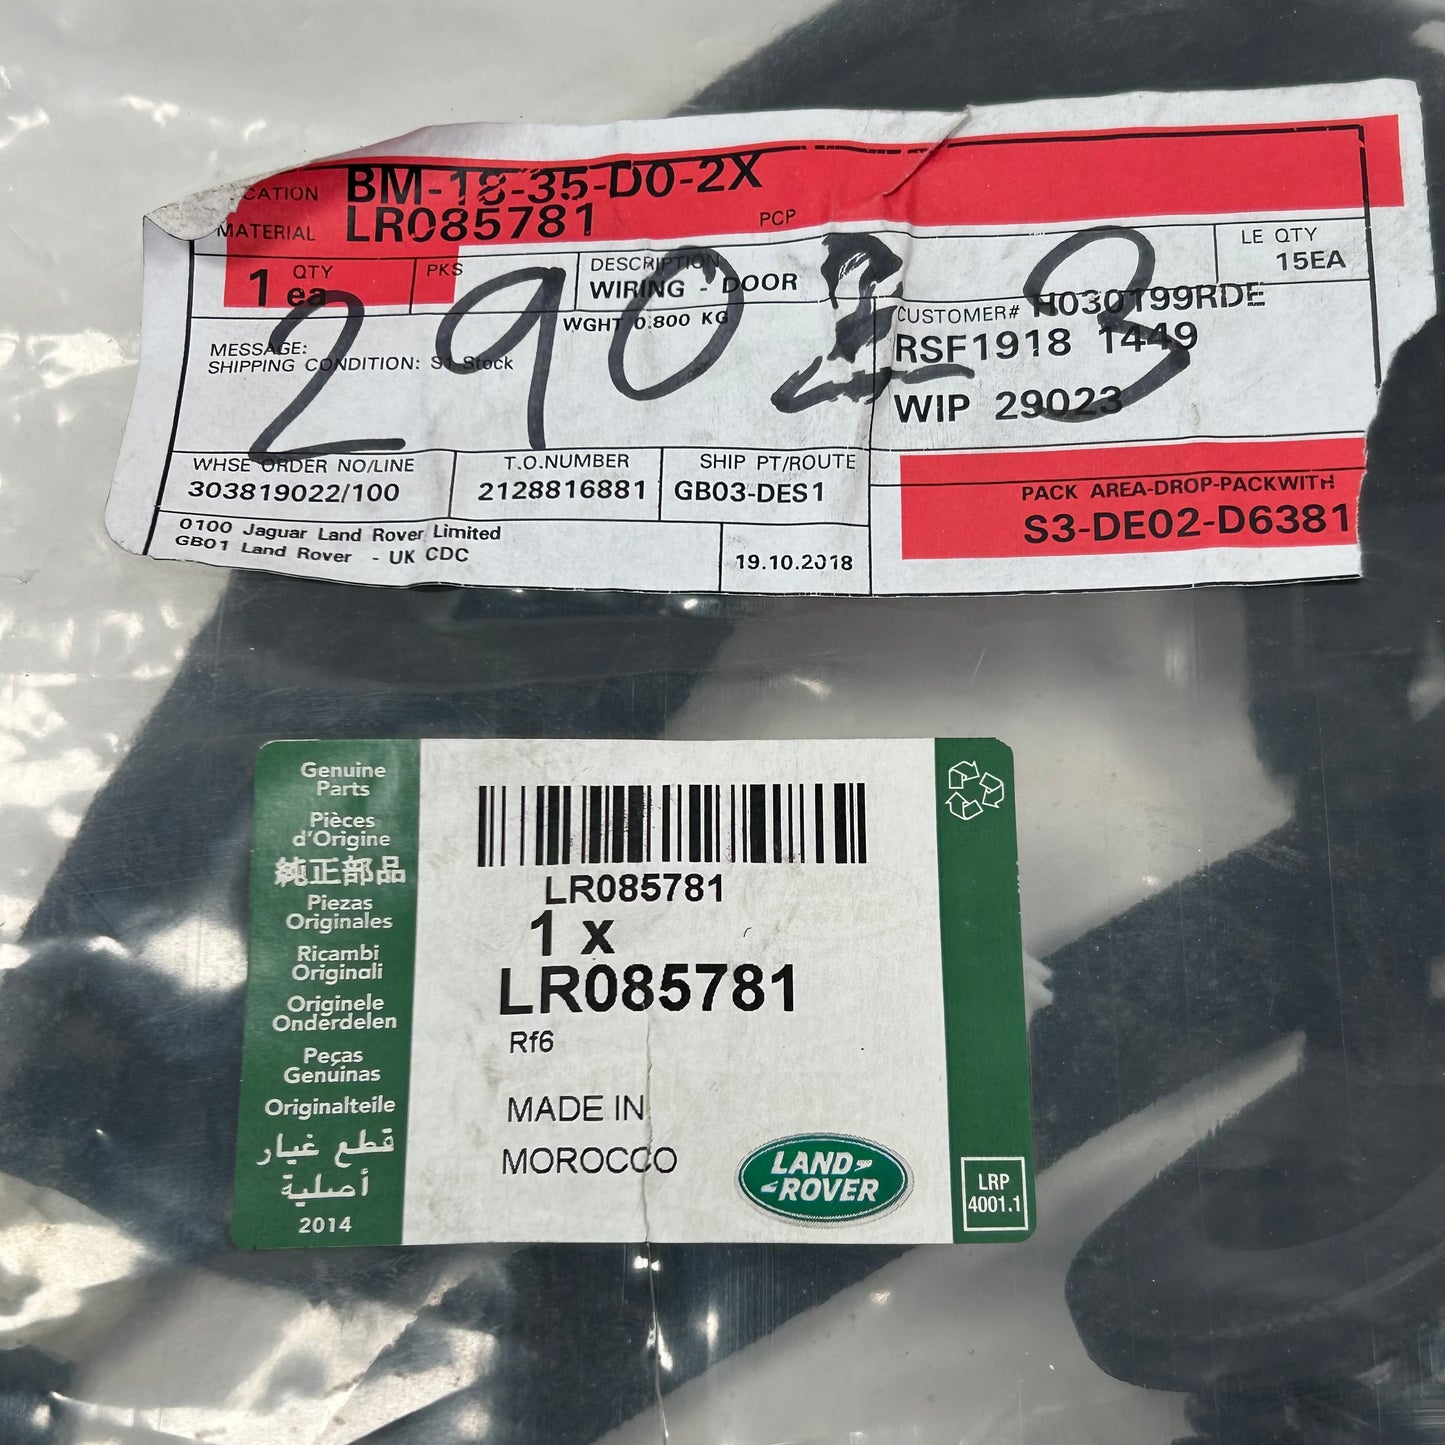 CATION BM-18-35-D0-2X
MATERIAL LR085781 PCP
QTY 1 ea PKS DESCRIPTION WIRING - DOOR LE QTY 15EA
WGHT 0.800 KG
CUSTOMER# H030199RDE
RSF1918 1449
WIP 29023
MESSAGE:
SHIPPING CONDITION: S1 Stock
29023
WHSE ORDER NO/LINE T.O.NUMBER SHIP PT/ROUTE
303819022/100 2128816881 GB03-DES1
PACK AREA-DROP-PACKWITH
S3-DE02-D6381
0100 Jaguar Land Rover Limited
GB01 Land Rover - UK CDC
19.10.2018
Genuine
Parts
Pièces
d'Origine
純正部品
Piezas
Originales
Ricambi
Originali
Originele
Onderdelen
Peças
Genuinas
Originalteile
قطع غيار
أصلية
2014
LR085781
1 x
LR085781
Rf6
MADE IN
MOROCCO
LAND
ROVER
LRP
4001.1